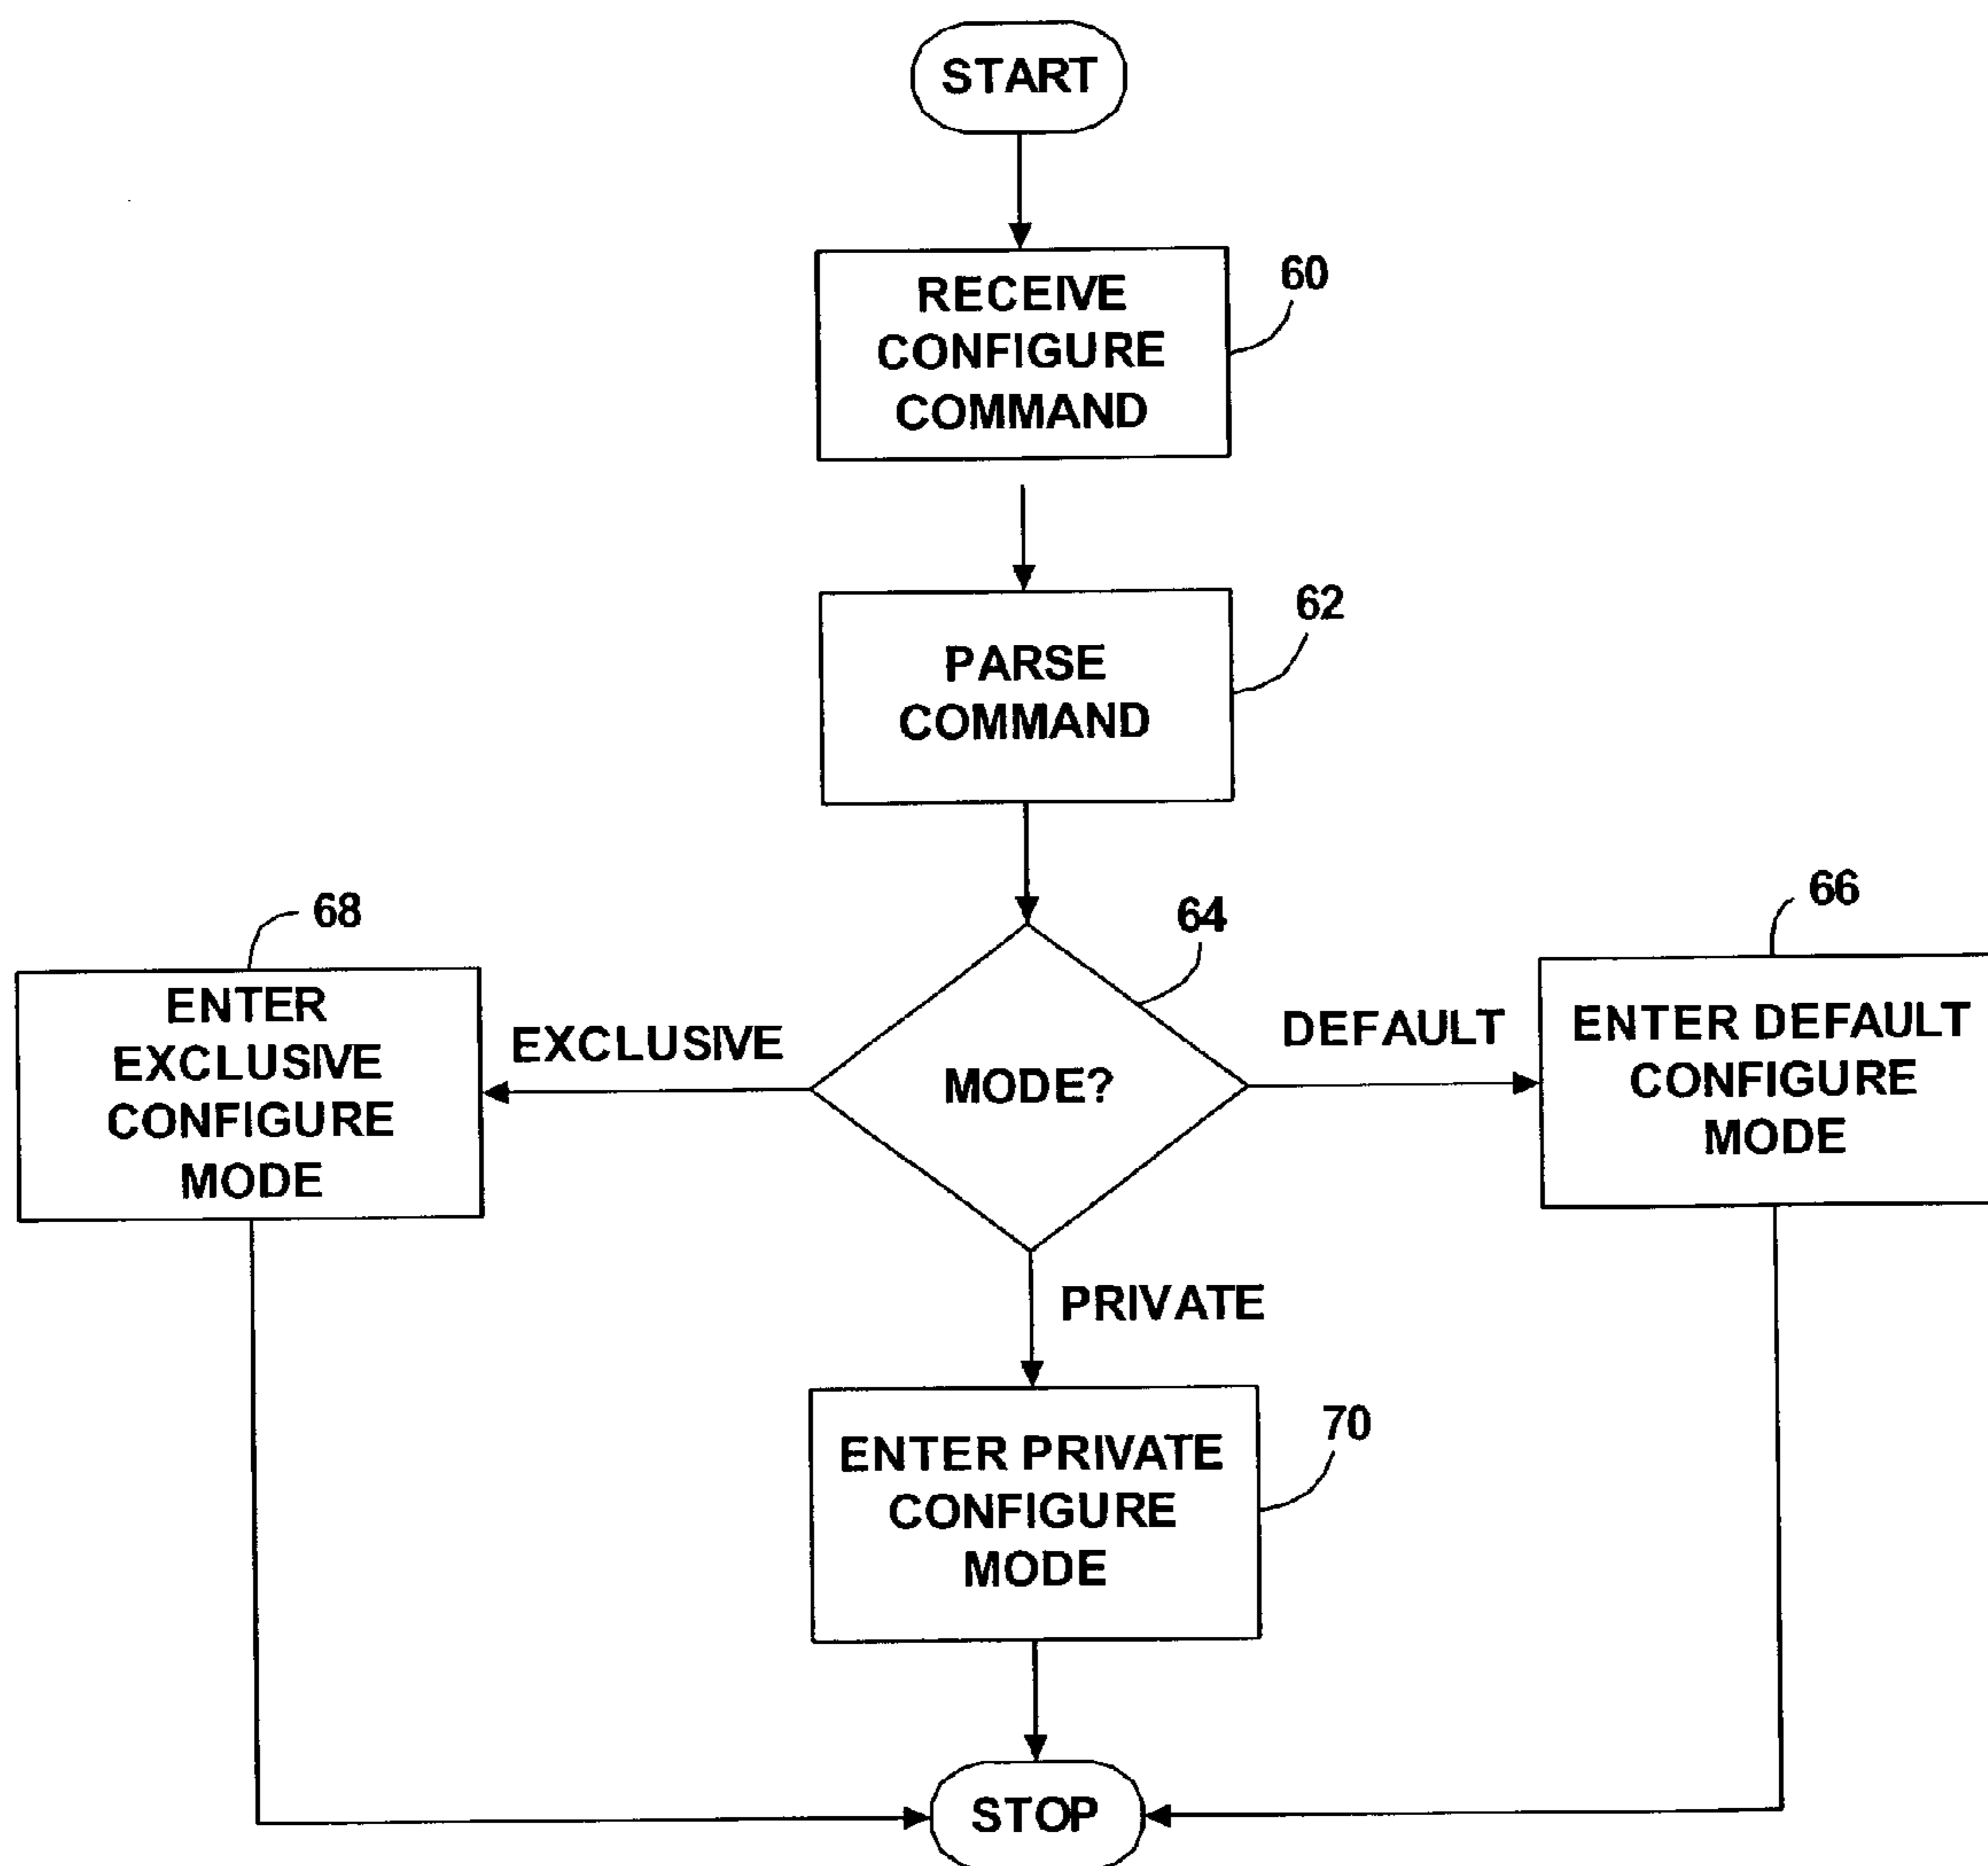 START
RECEIVE
CONFIGURE
COMMAND
60
PARSE
COMMAND
62
MODE?
64
EXCLUSIVE
DEFAULT
PRIVATE
ENTER
EXCLUSIVE
CONFIGURE
MODE
68
ENTER DEFAULT
CONFIGURE
MODE
66
ENTER PRIVATE
CONFIGURE
MODE
70
STOP